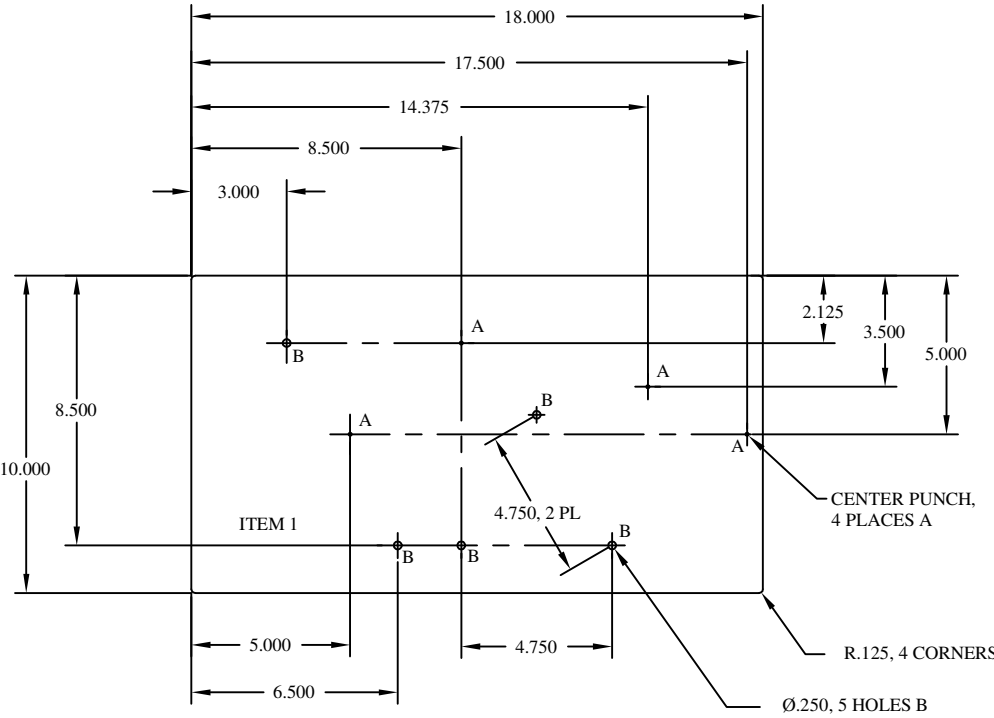 18.000
17.500
14.375
8.500
3.000
2.125
3.500
5.000
A
B
A
B
A
A
8.500
10.000
CENTER PUNCH,
4 PLACES A
4.750, 2 PL
ITEM 1
B
B
B
5.000
4.750
R.125, 4 CORNERS
6.500
Ø.250, 5 HOLES B